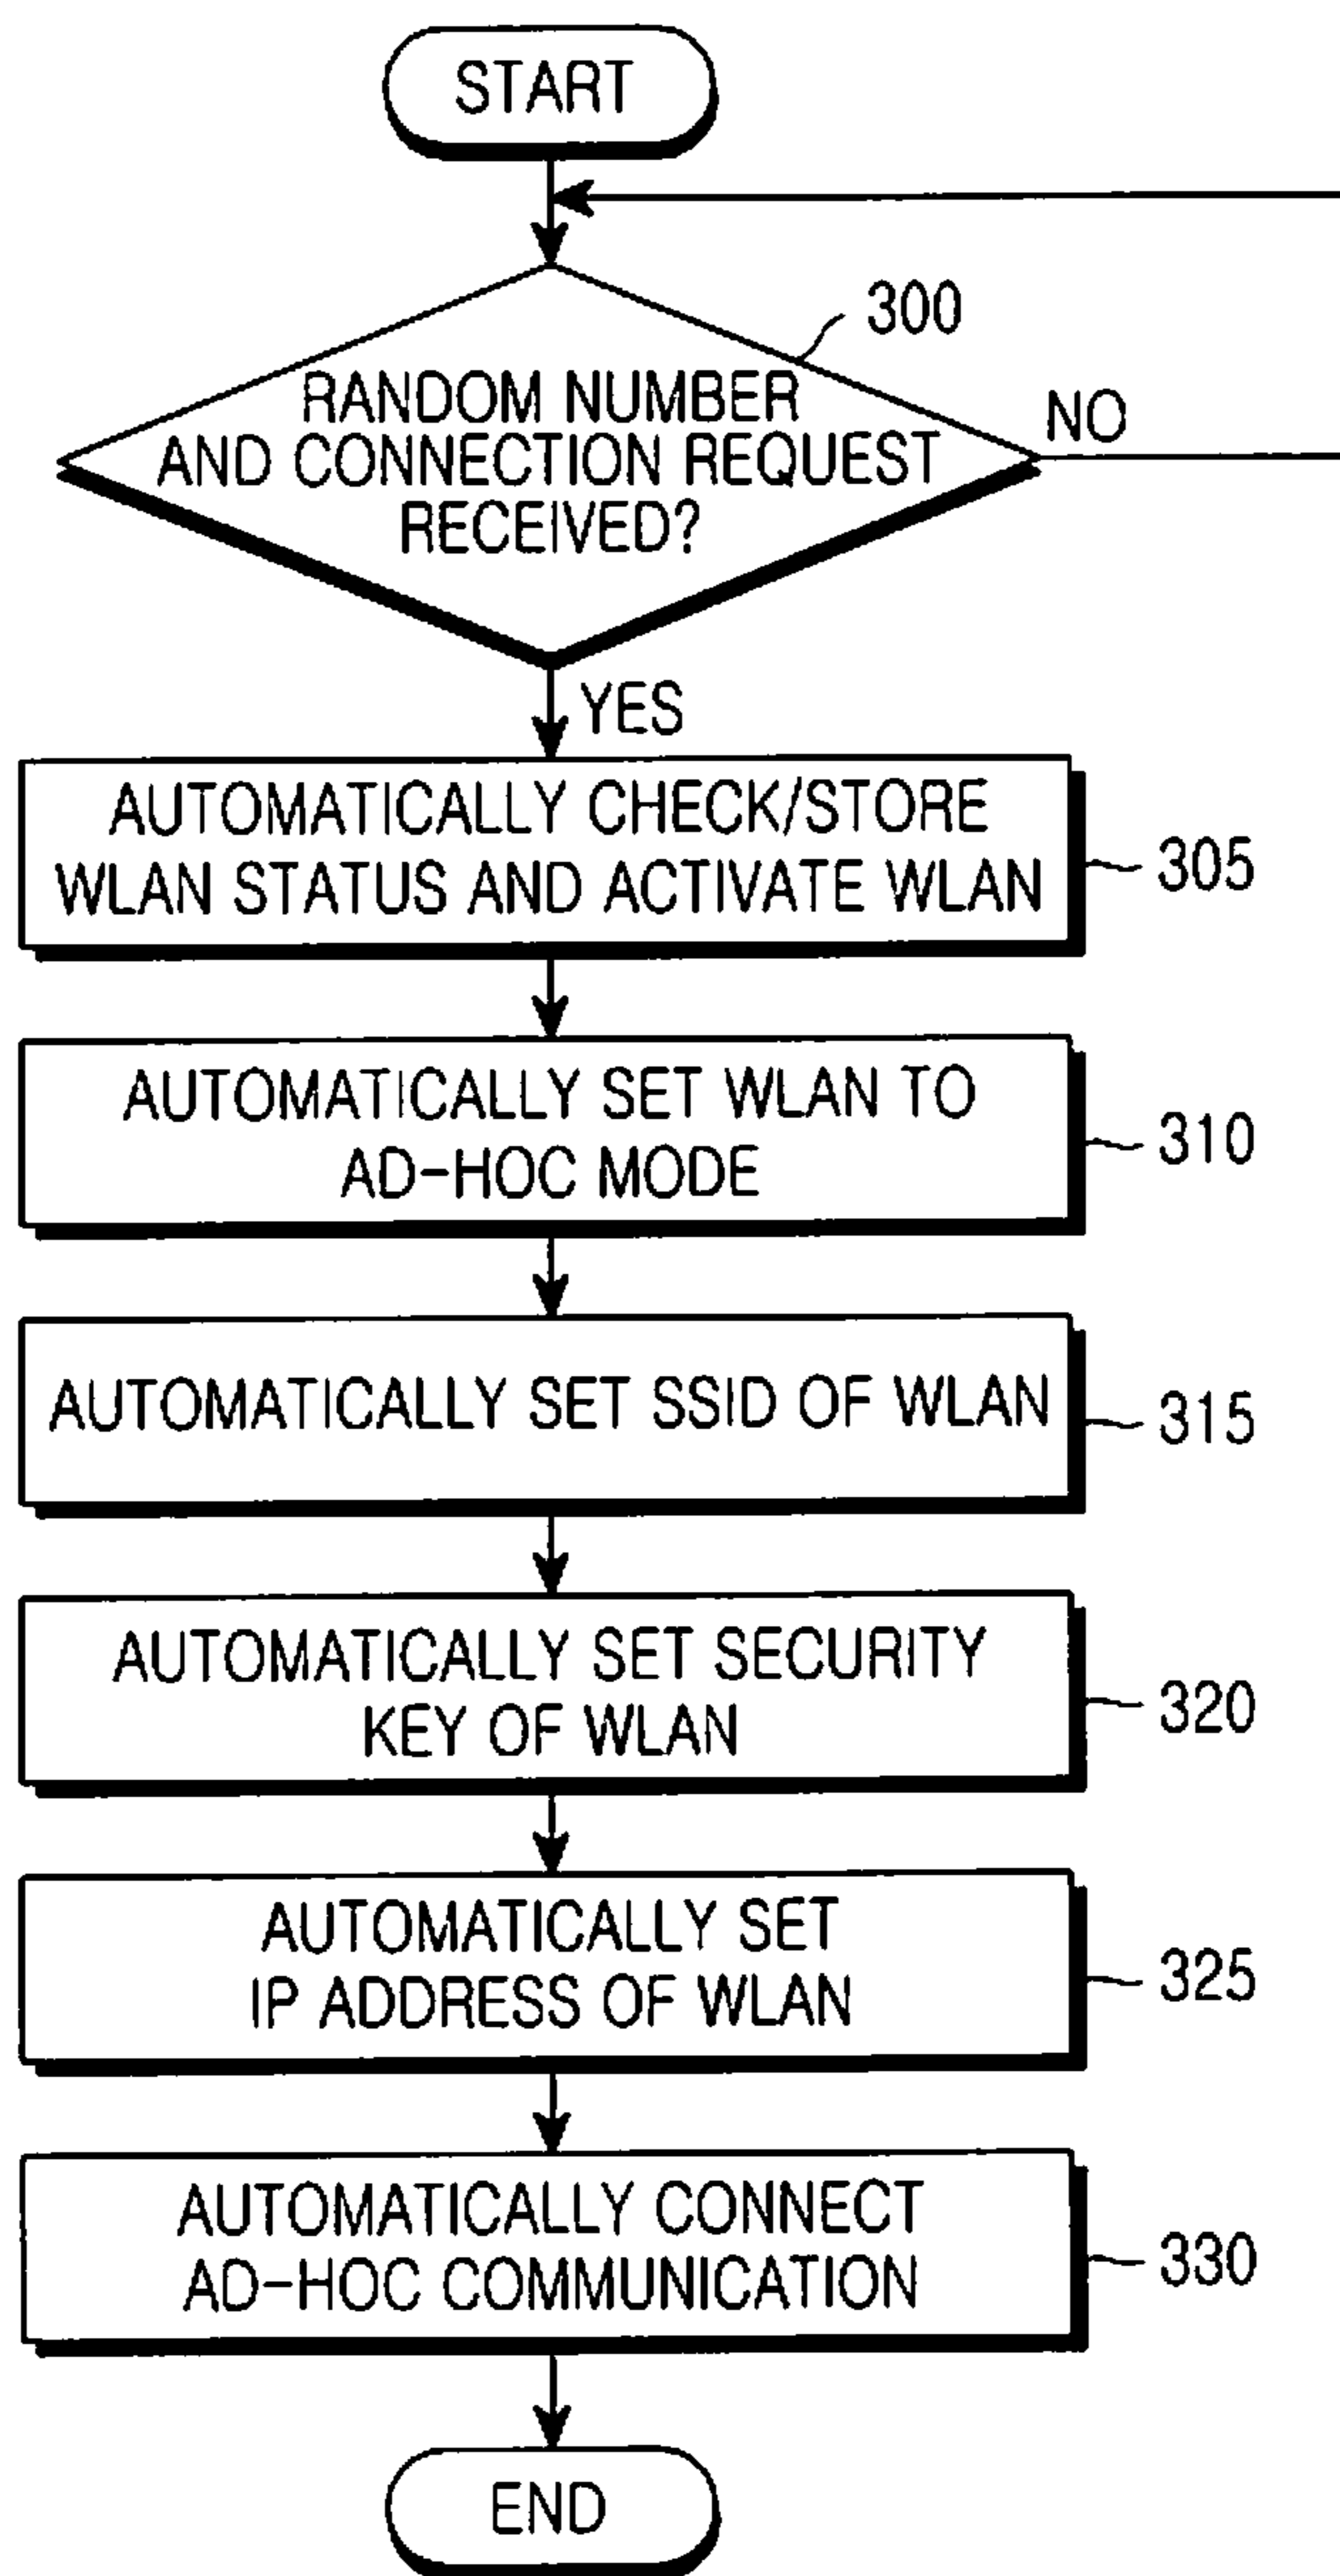 START
300
RANDOM NUMBER
AND CONNECTION REQUEST
RECEIVED?
NO
YES
AUTOMATICALLY CHECK/STORE
WLAN STATUS AND ACTIVATE WLAN
305
AUTOMATICALLY SET WLAN TO
AD-HOC MODE
310
AUTOMATICALLY SET SSID OF WLAN
315
AUTOMATICALLY SET SECURITY
KEY OF WLAN
320
AUTOMATICALLY SET
IP ADDRESS OF WLAN
325
AUTOMATICALLY CONNECT
AD-HOC COMMUNICATION
330
END